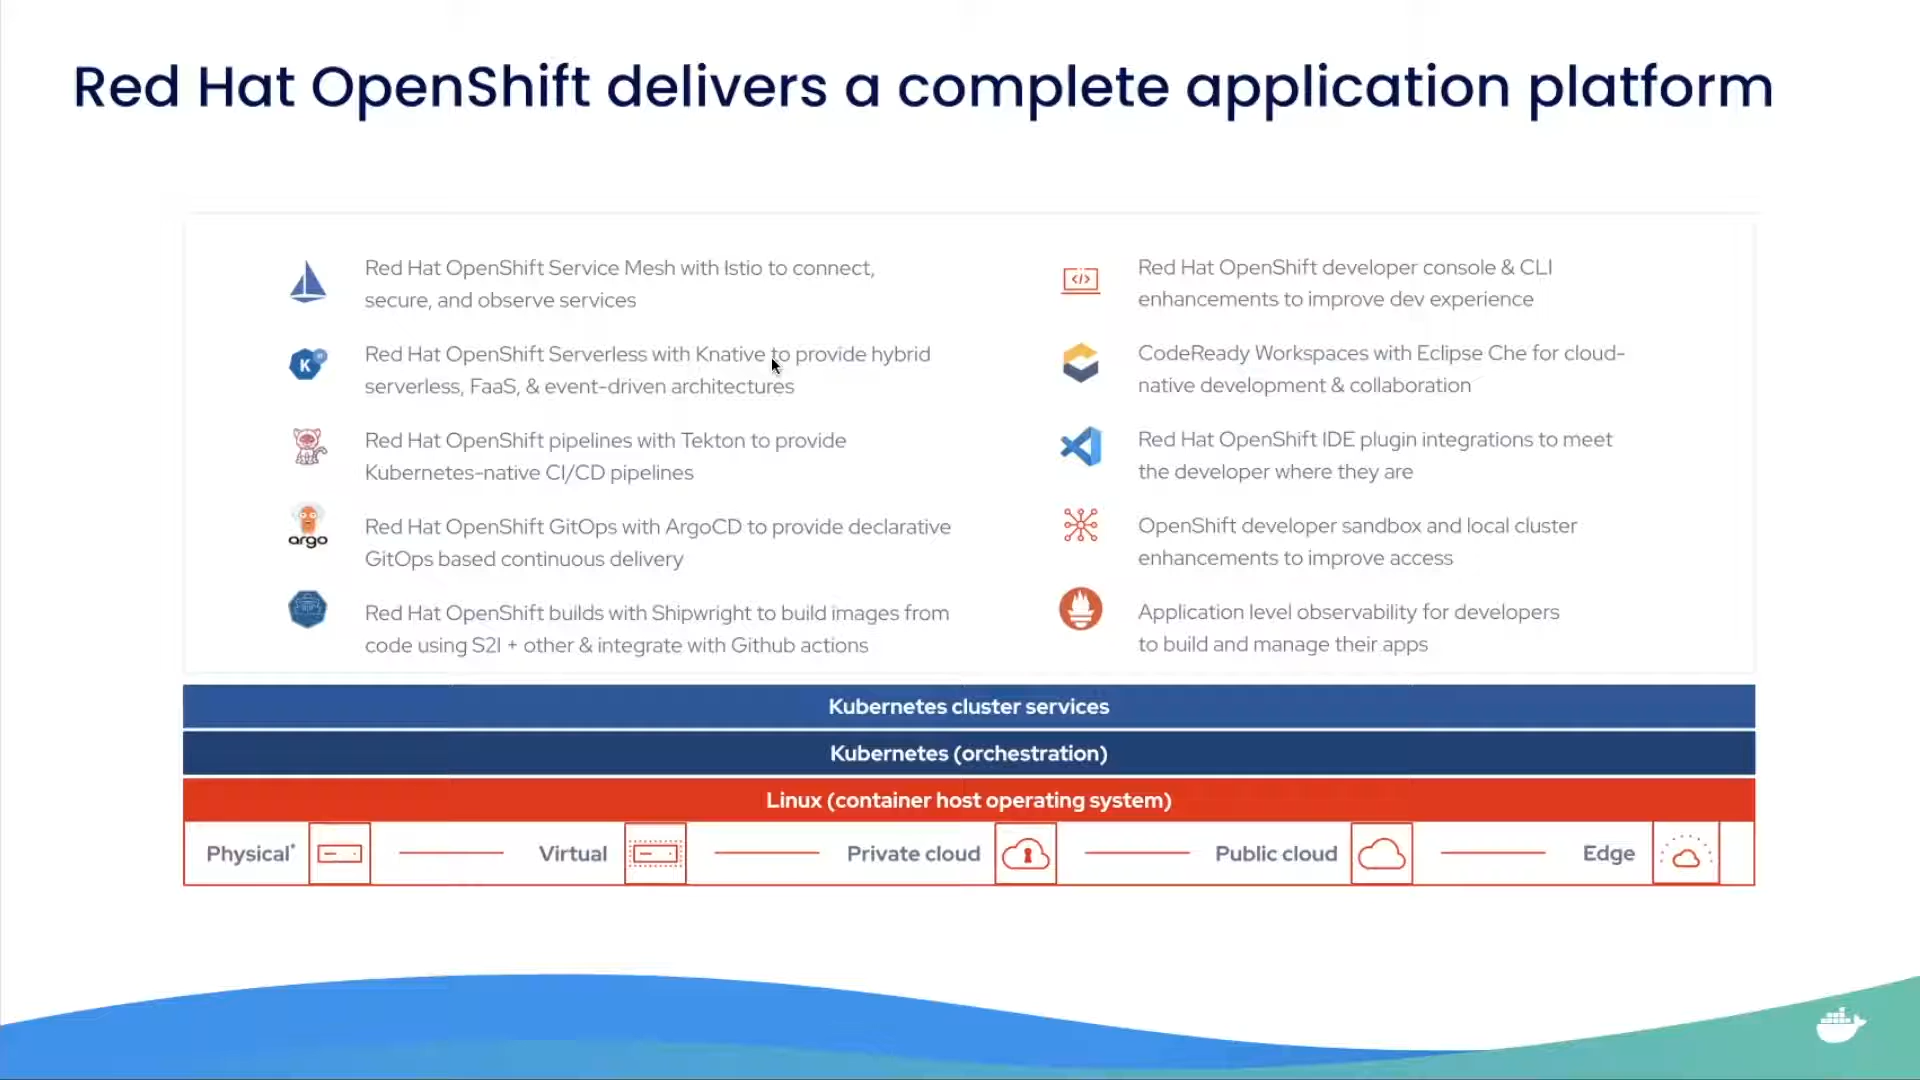 Red Hat OpenShift delivers a complete application platform
Red Hat OpenShift Service Mesh with Istio to connect,
secure, and observe services
K
Red Hat OpenShift Serverless with Knative to provide hybrid
serverless, FaaS, & event-driven architectures
Red Hat OpenShift pipelines with Tekton to provide
Kubernetes-native CI/CD pipelines
argo
Red Hat OpenShift GitOps with ArgoCD to provide declarative
GitOps based continuous delivery
Red Hat OpenShift builds with Shipwright to build images from
code using S2I + other & integrate with Github actions
</>
Red Hat OpenShift developer console & CLI
enhancements to improve dev experience
CodeReady Workspaces with Eclipse Che for cloud-
native development & collaboration
Red Hat OpenShift IDE plugin integrations to meet
the developer where they are
OpenShift developer sandbox and local cluster
enhancements to improve access
Application level observability for developers
to build and manage their apps
Kubernetes cluster services
Kubernetes (orchestration)
Linux (container host operating system)
Physical*
Virtual
Private cloud
Public cloud
Edge